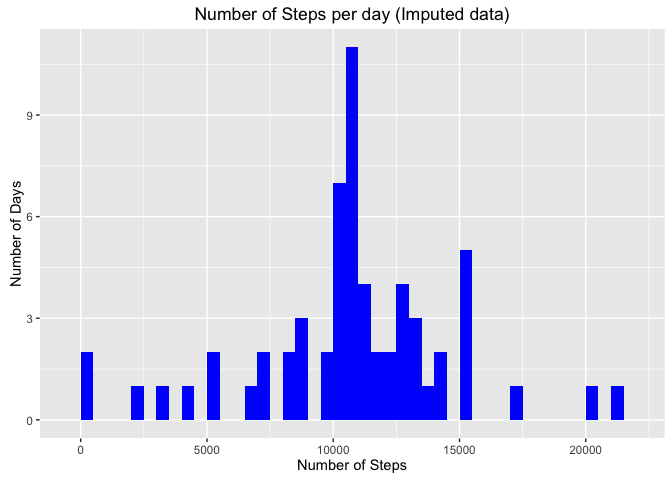 Number of Steps per day (Imputed data)
Number of Days
9
6
3
0
0 5000 10000 15000 20000
Number of Steps